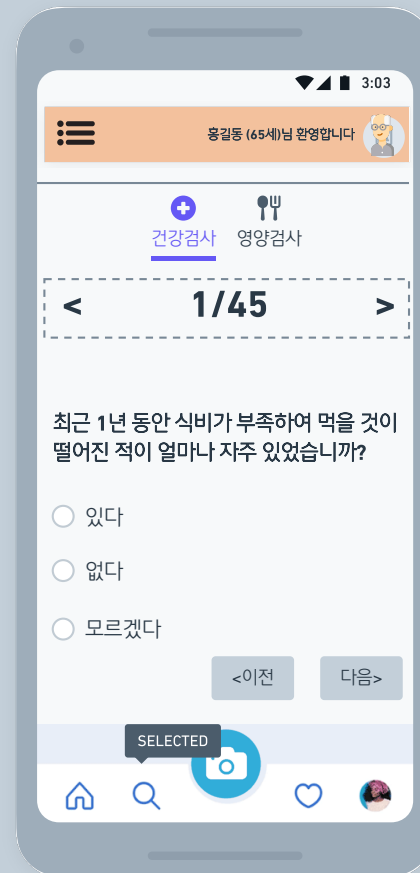 3:03
홍길동 (65세)님 환영합니다
건강검사 영양검사
< 1/45 >
최근 1년 동안 식비가 부족하여 먹을 것이
떨어진 적이 얼마나 자주 있었습니까?
있다
없다
모르겠다
<이전 다음>
SELECTED